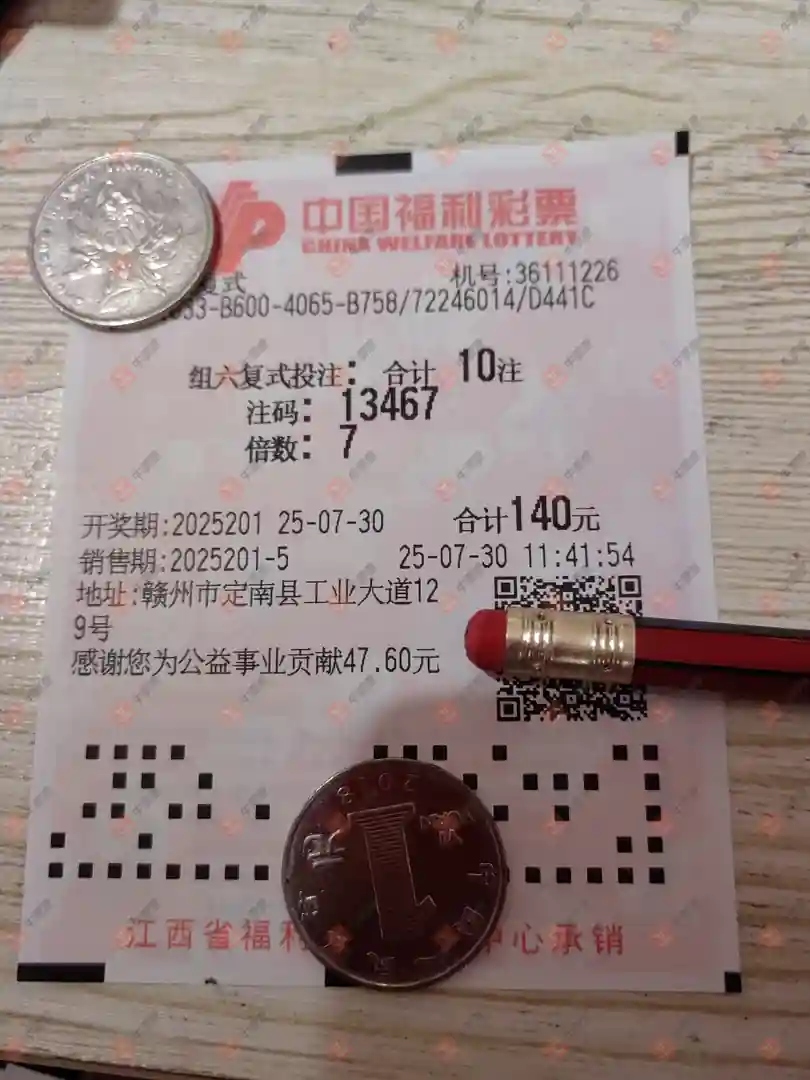 中国福利彩票
CHINA WELFARE LOTTERY
复式 机号:36111226
33-B600-4065-B758/72246014/D441C
组六复式投注: 合计 10注
注码: 13467
倍数: 7
开奖期:2025201 25-07-30 合计140元
销售期:2025201-5 25-07-30 11:41:54
地址:赣州市定南县工业大道12
9号
感谢您为公益事业贡献47.60元
2018
1
江西省福利 中心承销